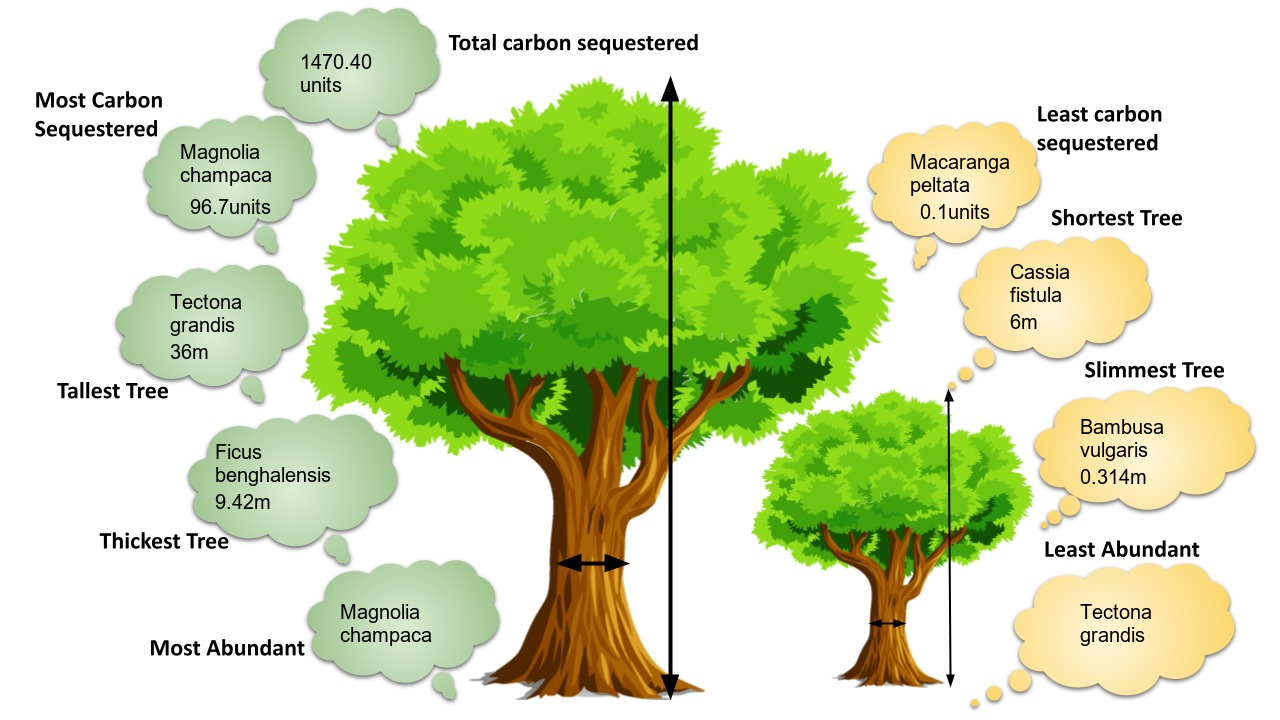 Total carbon sequestered
1470.40
units
Most Carbon
Sequestered
Magnolia
champaca
96.7units
Tectona
grandis
36m
Tallest Tree
Ficus
benghalensis
9.42m
Thickest Tree
Magnolia
champaca
Most Abundant
Least carbon
sequestered
Macaranga
peltata
0.1units
Shortest Tree
Cassia
fistula
6m
Slimmest Tree
Bambusa
vulgaris
0.314m
Least Abundant
Tectona
grandis